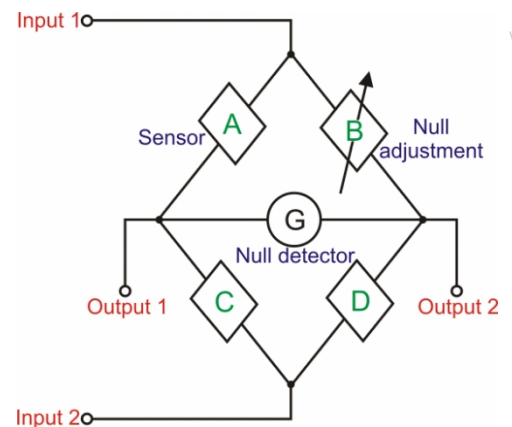 Input 1
A
Sensor
B
Null
adjustment
G
Null detector
C
D
Output 1
Output 2
Input 2